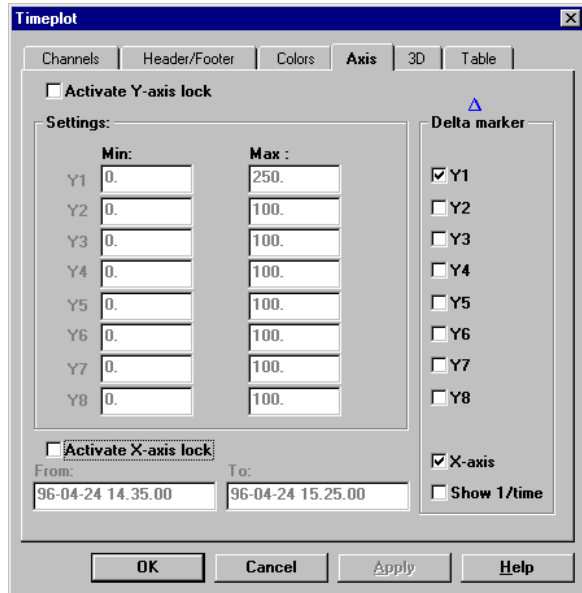 Timeplot
Channels Header/Footer Colors Axis 3D Table
Activate Y-axis lock
Δ
Settings:
Delta marker
Min: Max :
Y1 0. 250. Y1
Y2 0. 100. Y2
Y3 0. 100. Y3
Y4 0. 100. Y4
Y5 0. 100. Y5
Y6 0. 100. Y6
Y7 0. 100. Y7
Y8 0. 100. Y8
Activate X-axis lock
X-axis
From: To:
96-04-24 14.35.00 96-04-24 15.25.00 Show 1/time
OK Cancel Apply Help